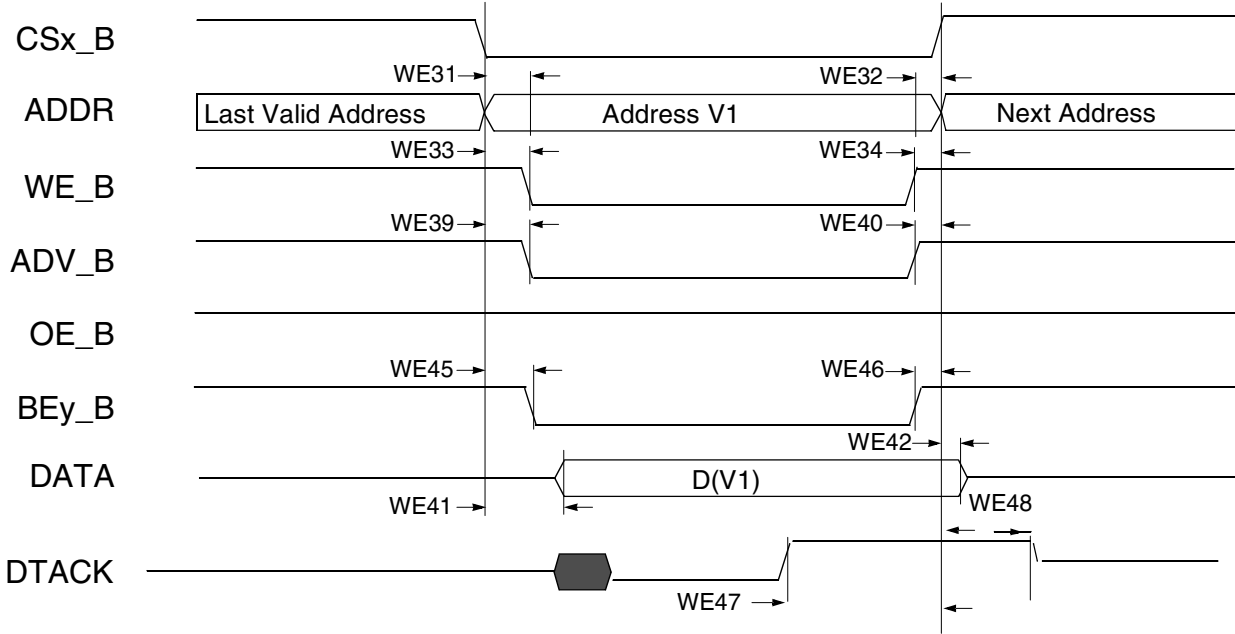 CSx_B
WE31
WE32
ADDR
Last Valid Address
Address V1
Next Address
WE33
WE34
WE_B
WE39
WE40
ADV_B
OE_B
WE45
WE46
BEy_B
WE42
DATA
D(V1)
WE41
WE48
DTACK
WE47